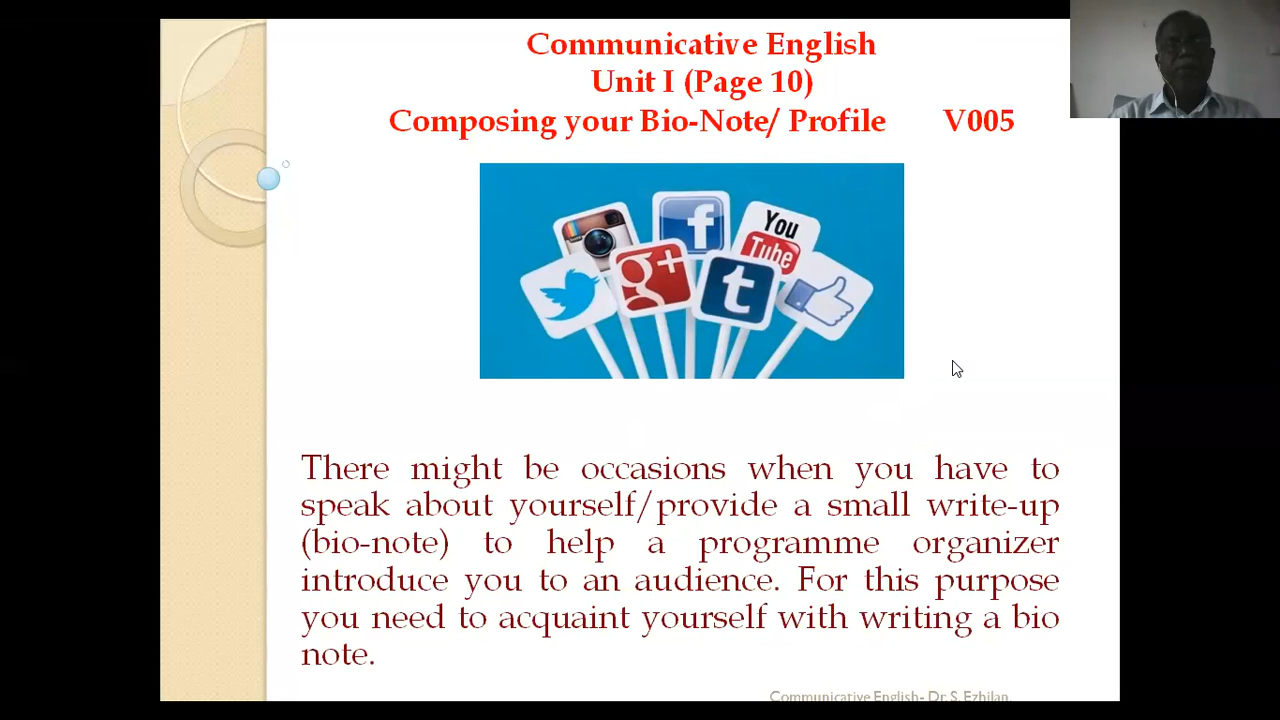 Communicative English
Unit I (Page 10)
Composing your Bio-Note/ Profile V005
You
Tube
f
g+
t
There might be occasions when you have to
speak about yourself/provide a small write-up
(bio-note) to help a programme organizer
introduce you to an audience. For this purpose
you need to acquaint yourself with writing a bio
note.
Communicative English- Dr. S. Ezhilan,